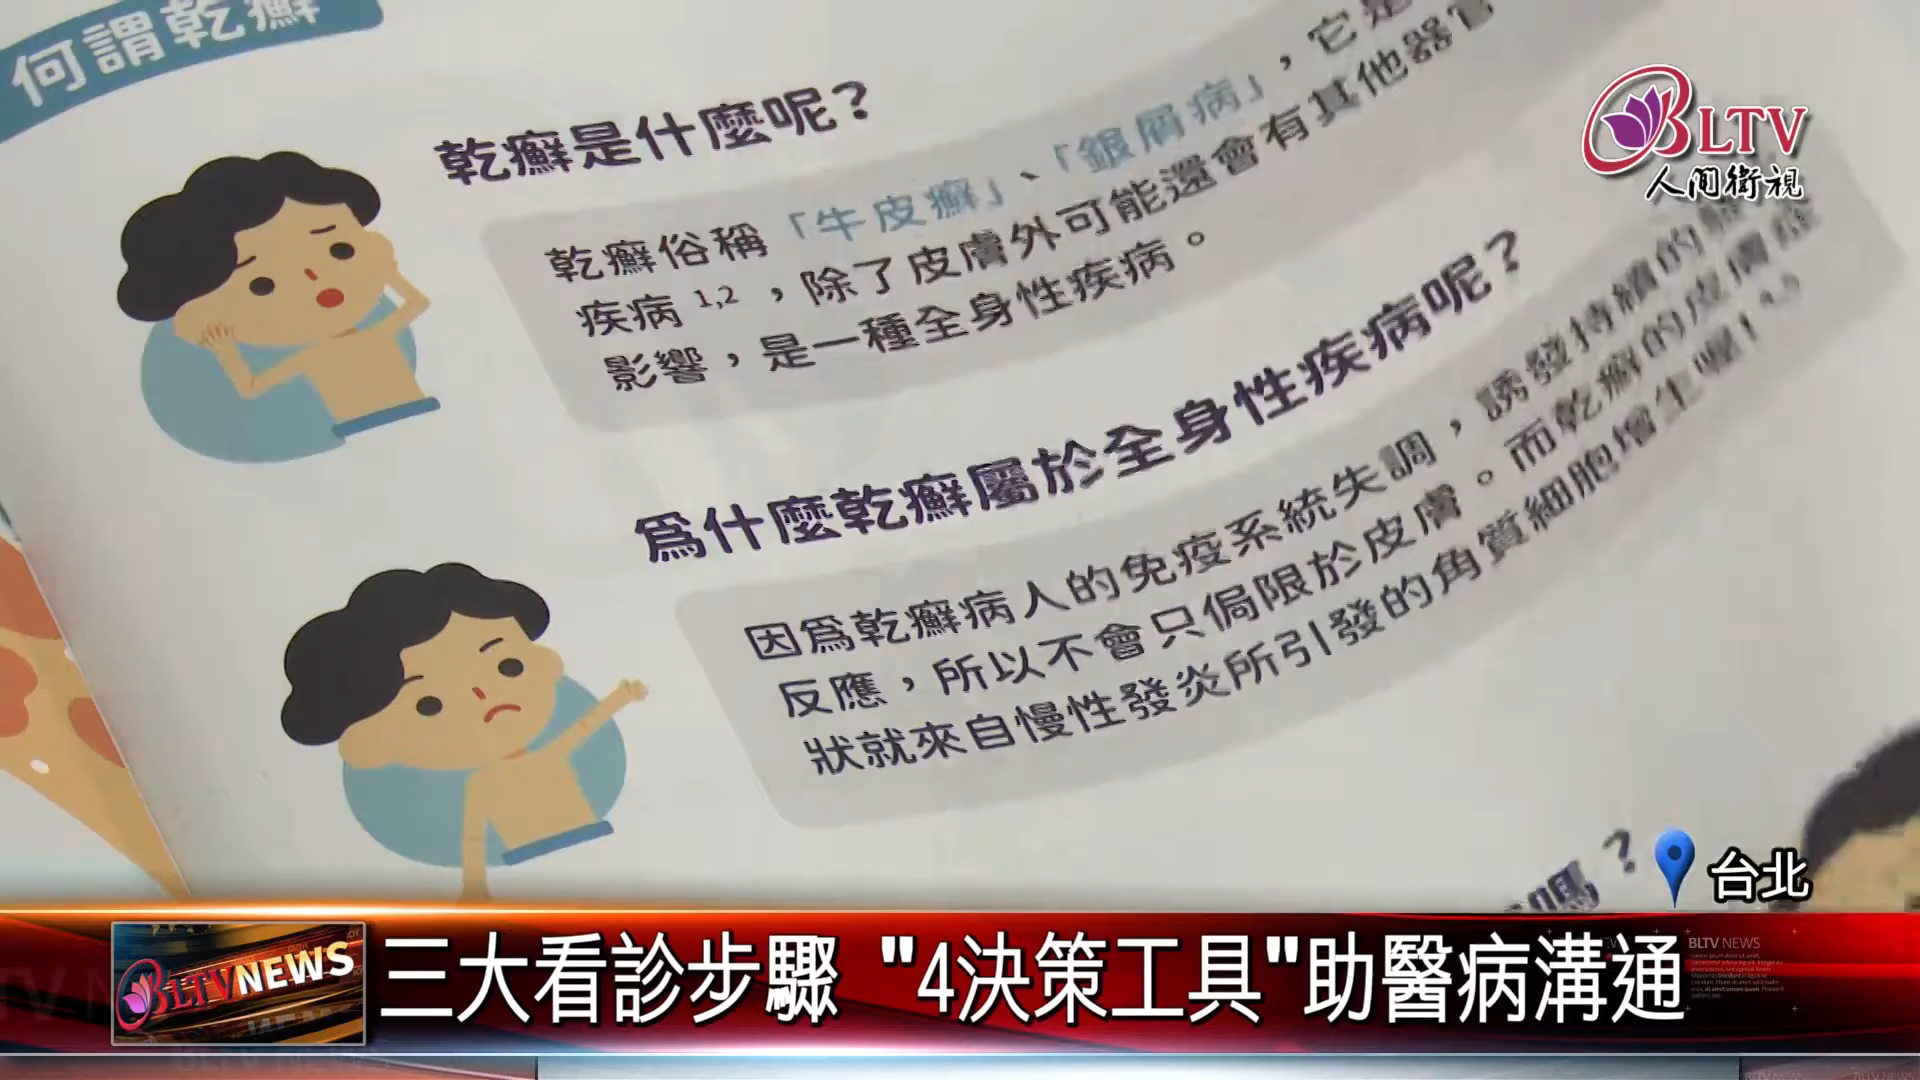 何謂乾癬
BLTV
人間衛視
乾癬是什麼呢?
乾癬俗稱「牛皮癬」、「銀屑病」,它是
疾病1,2,除了皮膚外可能還會有其他器官
影響,是一種全身性疾病。
為什麼乾癬屬於全身性疾病呢?
因為乾癬病人的免疫系統失調,誘發持續的
反應,所以不會只侷限於皮膚。而乾癬的皮膚症
狀就來自慢性發炎所引發的角質細胞增生喔!4,5
嗎?
台北
BLTVNEWS
三大看診步驟 "4決策工具"助醫病溝通
BLTV NEWS